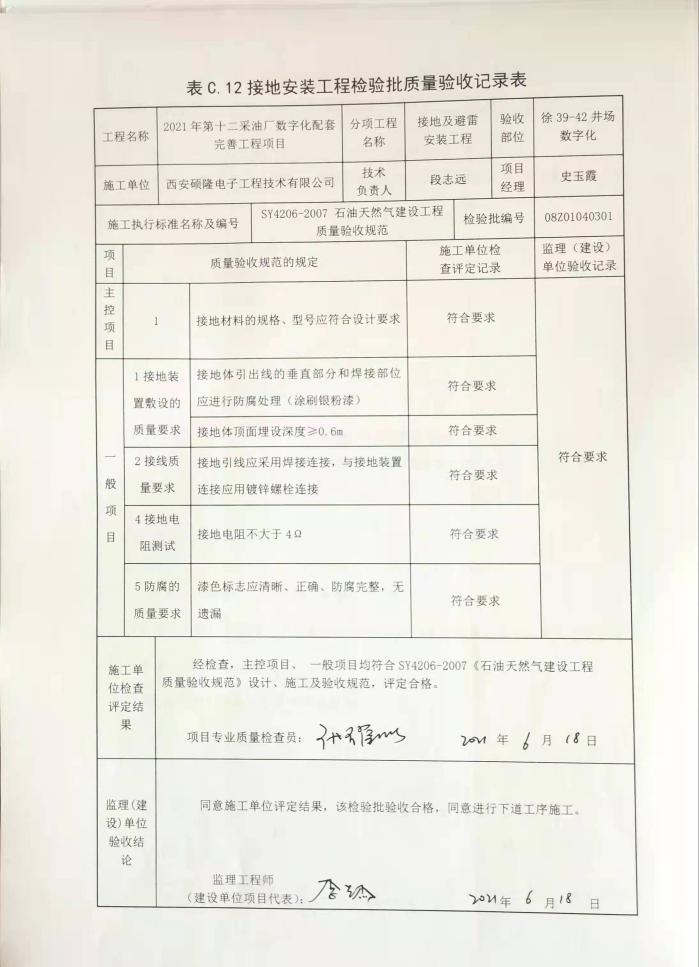 表 C.12 接地安装工程检验批质量验收记录表
工程名称
2021 年第十二采油厂数字化配套
完善工程项目
分项工程
名称
接地及避雷
安装工程
验收
部位
徐 39-42 井场
数字化
施工单位
西安硕隆电子工程技术有限公司
技术
负责人
段志远
项目
经理
史玉霞
施工执行标准名称及编号
SY4206-2007 石油天然气建设工程
质量验收规范
检验批编号
08Z01040301
项
目
质量验收规范的规定
施工单位检
查评定记录
监理（建设）
单位验收记录
主
控
项
目
1
接地材料的规格、型号应符合设计要求
符合要求
符合要求
一
般
项
目
1 接地装
置敷设的
质量要求
接地体引出线的垂直部分和焊接部位
应进行防腐处理（涂刷银粉漆）
符合要求
接地体顶面埋设深度≥0.6m
符合要求
2 接线质
量要求
接地引线应采用焊接连接，与接地装置
连接应用镀锌螺栓连接
符合要求
4 接地电
阻测试
接地电阻不大于 4Ω
符合要求
5 防腐的
质量要求
漆色标志应清晰、正确、防腐完整，无
遗漏
符合要求
施工单
位检查
评定结
果
经检查，主控项目、 一般项目均符合 SY4206-2007《石油天然气建设工程
质量验收规范》设计、施工及验收规范，评定合格。
项目专业质量检查员：
2021 年 6 月 18 日
监理(建
设)单位
验收结
论
同意施工单位评定结果，该检验批验收合格，同意进行下道工序施工。
监理工程师
（建设单位项目代表）：
2021 年 6 月 18 日